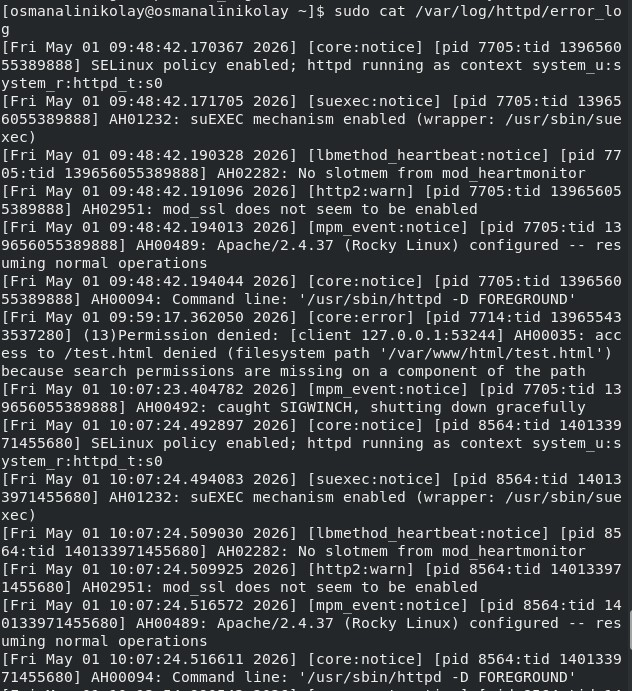 [osmanalinikolay@osmanalinikolay ~]$ sudo cat /var/log/httpd/error_lo
g
[Fri May 01 09:48:42.170367 2026] [core:notice] [pid 7705:tid 1396560
55389888] SELinux policy enabled; httpd running as context system_u:s
ystem_r:httpd_t:s0
[Fri May 01 09:48:42.171705 2026] [suexec:notice] [pid 7705:tid 13965
6055389888] AH01232: suEXEC mechanism enabled (wrapper: /usr/sbin/sue
xec)
[Fri May 01 09:48:42.190328 2026] [lbmethod_heartbeat:notice] [pid 77
05:tid 139656055389888] AH02282: No slotmem from mod_heartmonitor
[Fri May 01 09:48:42.191096 2026] [http2:warn] [pid 7705:tid 13965605
5389888] AH02951: mod_ssl does not seem to be enabled
[Fri May 01 09:48:42.194013 2026] [mpm_event:notice] [pid 7705:tid 13
9656055389888] AH00489: Apache/2.4.37 (Rocky Linux) configured -- res
uming normal operations
[Fri May 01 09:48:42.194044 2026] [core:notice] [pid 7705:tid 1396560
55389888] AH00094: Command line: '/usr/sbin/httpd -D FOREGROUND'
[Fri May 01 09:59:17.362050 2026] [core:error] [pid 7714:tid 13965543
3537280] (13)Permission denied: [client 127.0.0.1:53244] AH00035: acc
ess to /test.html denied (filesystem path '/var/www/html/test.html')
because search permissions are missing on a component of the path
[Fri May 01 10:07:23.404782 2026] [mpm_event:notice] [pid 7705:tid 13
9656055389888] AH00492: caught SIGWINCH, shutting down gracefully
[Fri May 01 10:07:24.492897 2026] [core:notice] [pid 8564:tid 1401339
71455680] SELinux policy enabled; httpd running as context system_u:s
ystem_r:httpd_t:s0
[Fri May 01 10:07:24.494083 2026] [suexec:notice] [pid 8564:tid 14013
3971455680] AH01232: suEXEC mechanism enabled (wrapper: /usr/sbin/sue
xec)
[Fri May 01 10:07:24.509030 2026] [lbmethod_heartbeat:notice] [pid 85
64:tid 140133971455680] AH02282: No slotmem from mod_heartmonitor
[Fri May 01 10:07:24.509925 2026] [http2:warn] [pid 8564:tid 14013397
1455680] AH02951: mod_ssl does not seem to be enabled
[Fri May 01 10:07:24.516572 2026] [mpm_event:notice] [pid 8564:tid 14
0133971455680] AH00489: Apache/2.4.37 (Rocky Linux) configured -- res
uming normal operations
[Fri May 01 10:07:24.516611 2026] [core:notice] [pid 8564:tid 1401339
71455680] AH00094: Command line: '/usr/sbin/httpd -D FOREGROUND'